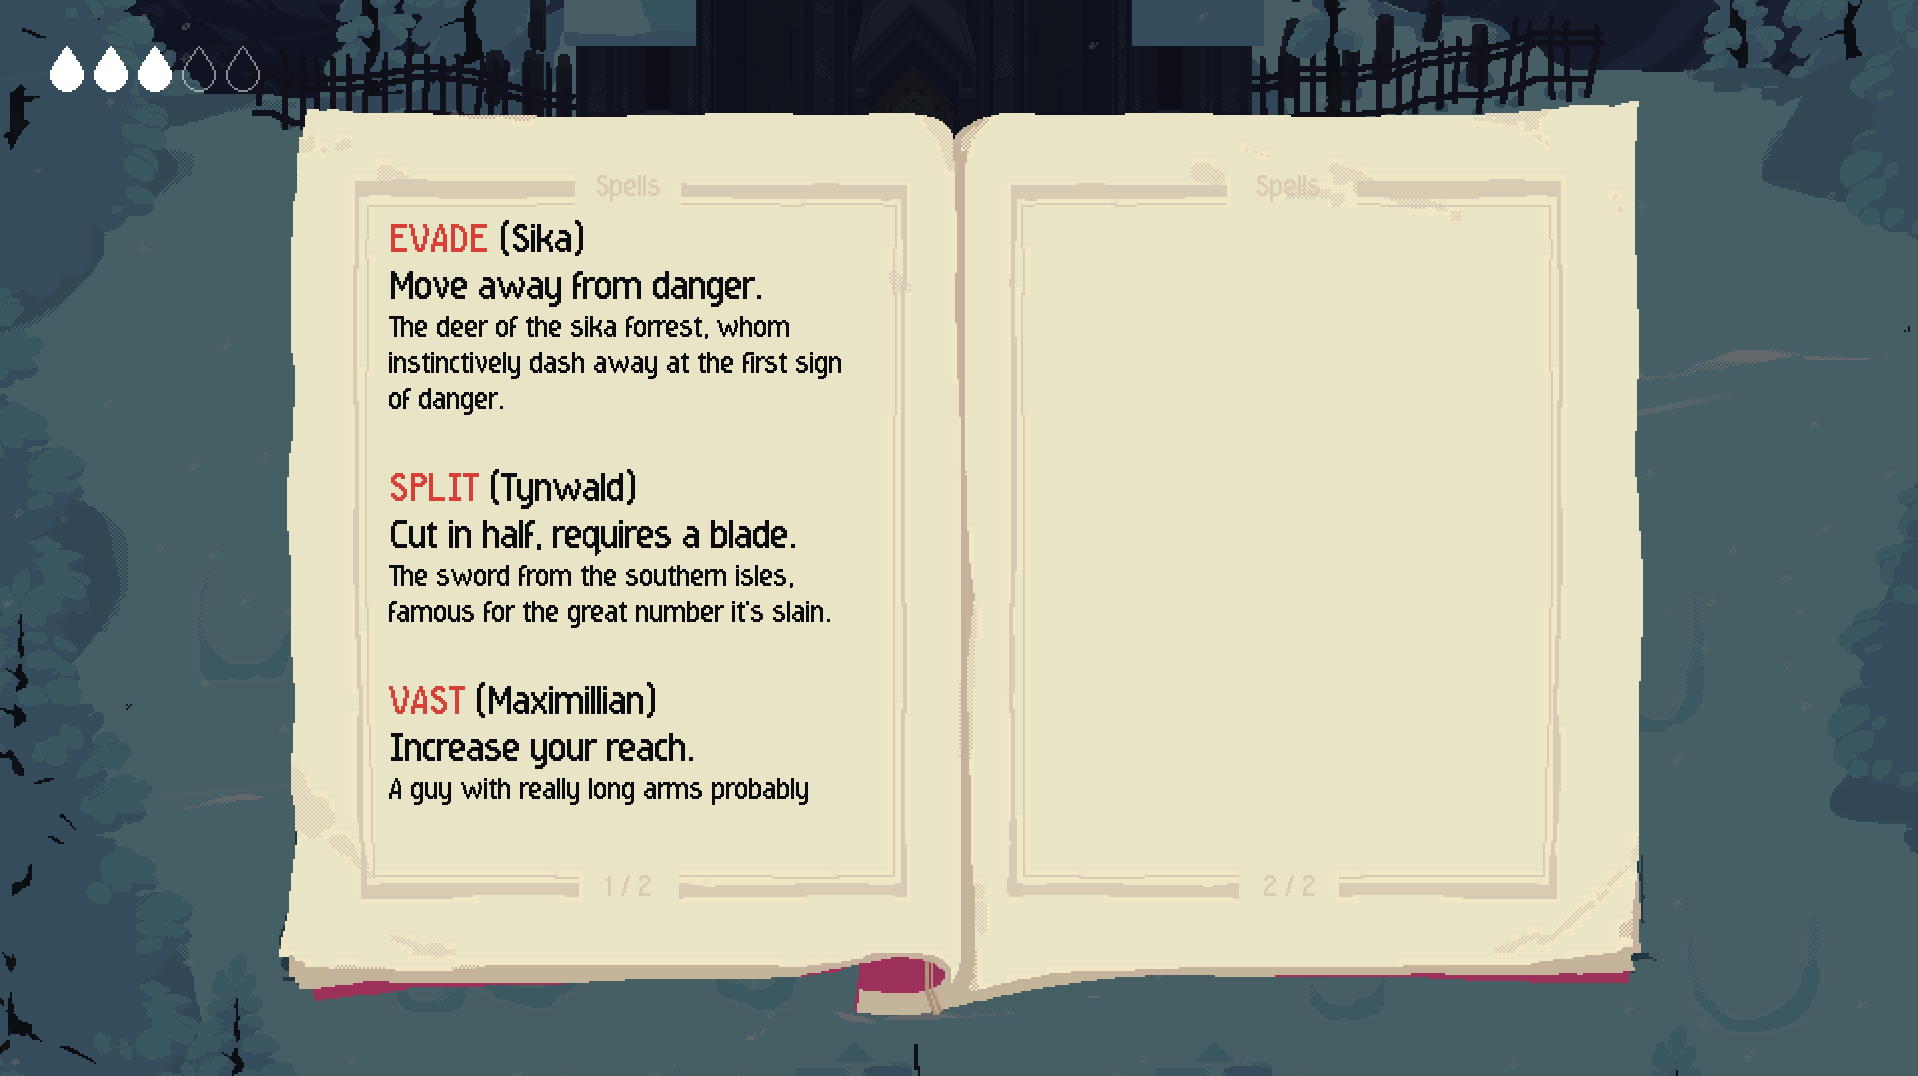 Spells
EVADE (Sika)
Move away from danger.
The deer of the sika forrest, whom
instinctively dash away at the first sign
of danger.
SPLIT (Tynwald)
Cut in half, requires a blade.
The sword from the southern isles,
famous for the great number it's slain.
VAST (Maximillian)
Increase your reach.
A guy with really long arms probably
1 / 2
Spells
2 / 2